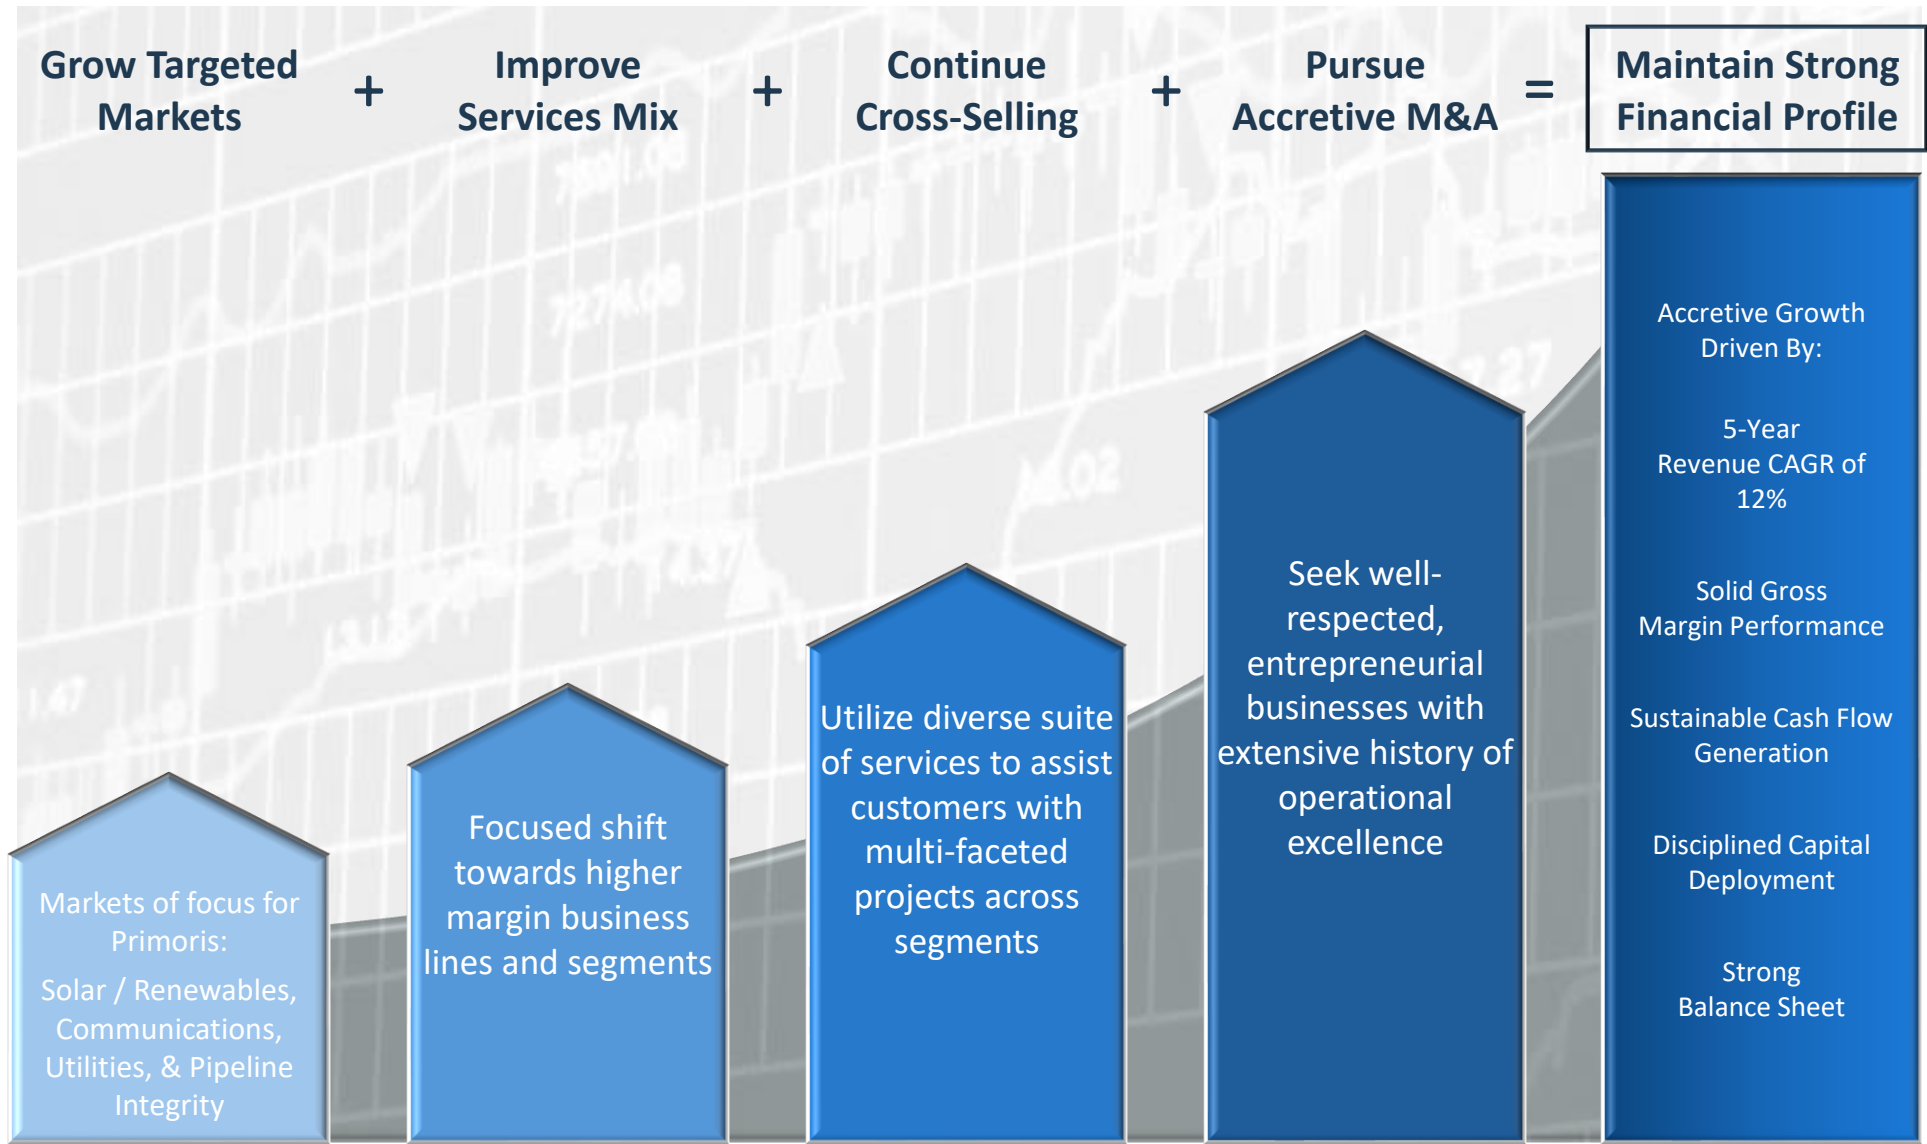 Grow Targeted
Markets
+
Improve
Services Mix
+
Continue
Cross-Selling
+
Pursue
Accretive M&A
=
Maintain Strong
Financial Profile
Markets of focus for
Primoris:
Solar / Renewables,
Communications,
Utilities, & Pipeline
Integrity
Focused shift
towards higher
margin business
lines and segments
Utilize diverse suite
of services to assist
customers with
multi-faceted
projects across
segments
Seek well-
respected,
entrepreneurial
businesses with
extensive history of
operational
excellence
Accretive Growth
Driven By:
5-Year
Revenue CAGR of
12%
Solid Gross
Margin Performance
Sustainable Cash Flow
Generation
Disciplined Capital
Deployment
Strong
Balance Sheet
7274.08